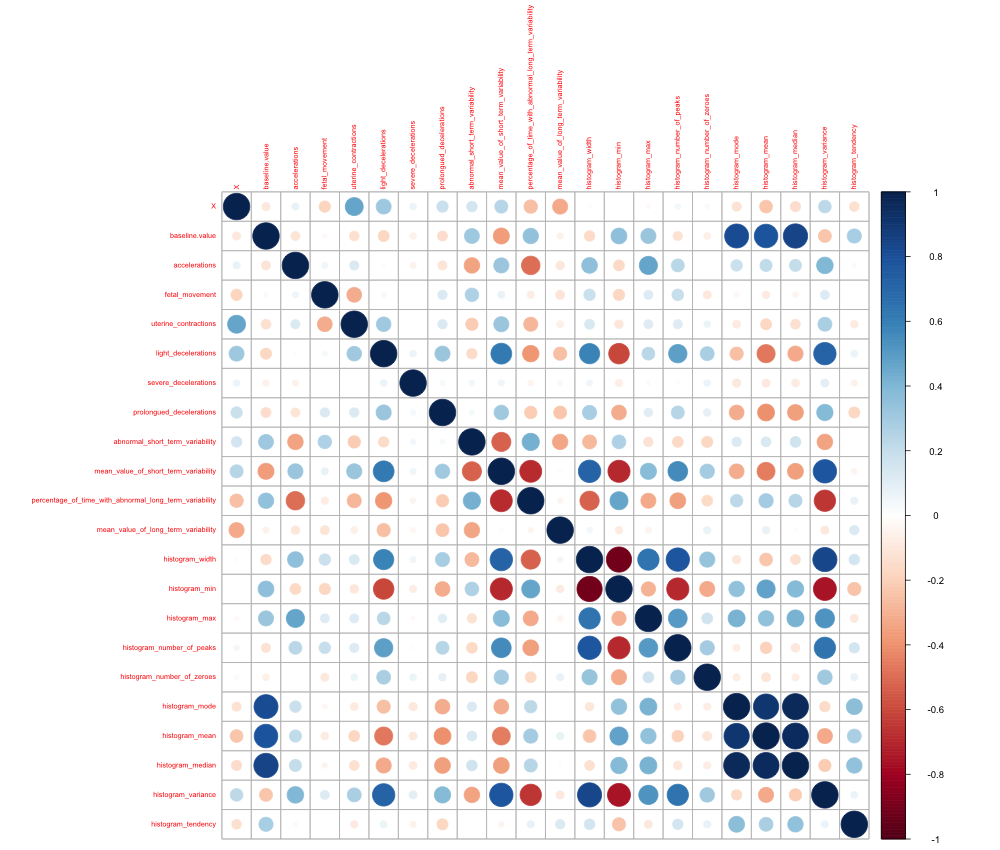 X
baseline.value
accelerations
fetal_movement
uterine_contractions
light_decelerations
severe_decelerations
prolongued_decelerations
abnormal_short_term_variability
mean_value_of_short_term_variability
percentage_of_time_with_abnormal_long_term_variability
mean_value_of_long_term_variability
histogram_width
histogram_min
histogram_max
histogram_number_of_peaks
histogram_number_of_zeroes
histogram_mode
histogram_mean
histogram_median
histogram_variance
histogram_tendency
X
baseline.value
accelerations
fetal_movement
uterine_contractions
light_decelerations
severe_decelerations
prolongued_decelerations
abnormal_short_term_variability
mean_value_of_short_term_variability
percentage_of_time_with_abnormal_long_term_variability
mean_value_of_long_term_variability
histogram_width
histogram_min
histogram_max
histogram_number_of_peaks
histogram_number_of_zeroes
histogram_mode
histogram_mean
histogram_median
histogram_variance
histogram_tendency
1
0.8
0.6
0.4
0.2
0
-0.2
-0.4
-0.6
-0.8
-1